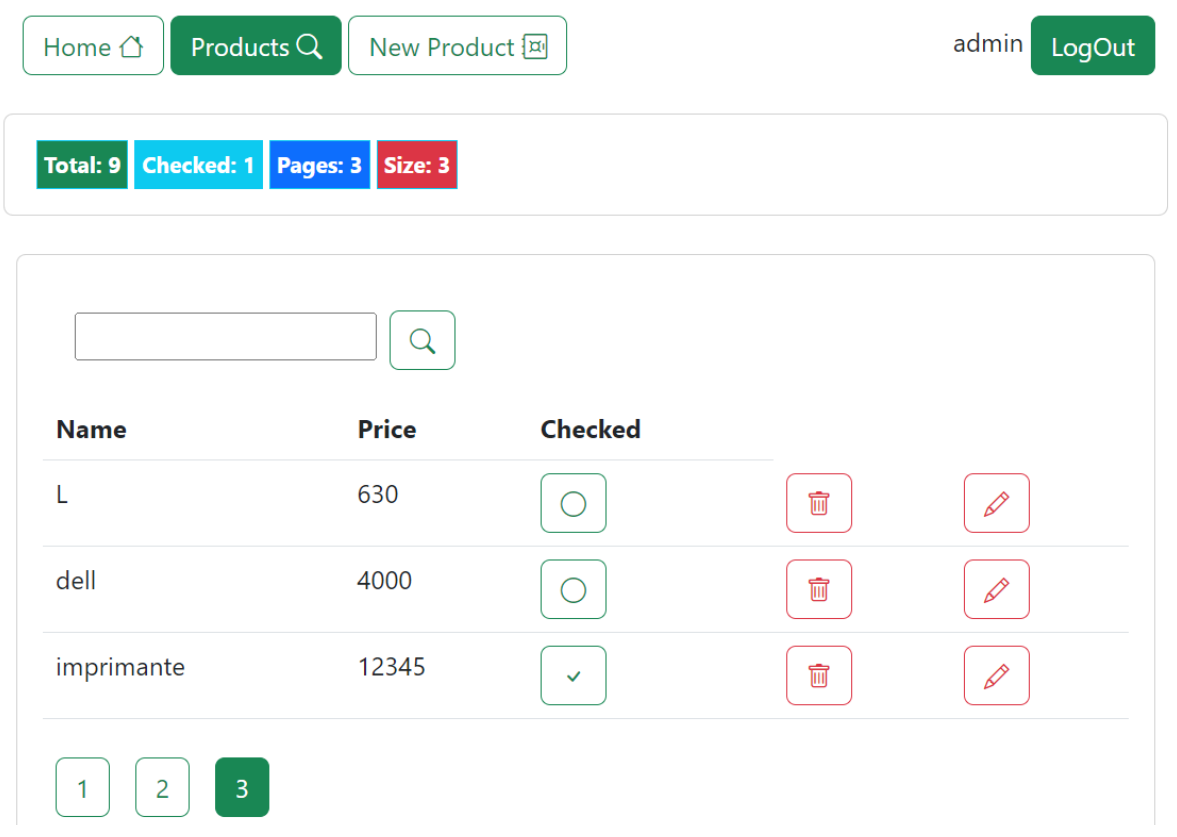 Home Products New Product admin LogOut
Total: 9 Checked: 1 Pages: 3 Size: 3
Name Price Checked
L 630
dell 4000
imprimante 12345
1 2 3